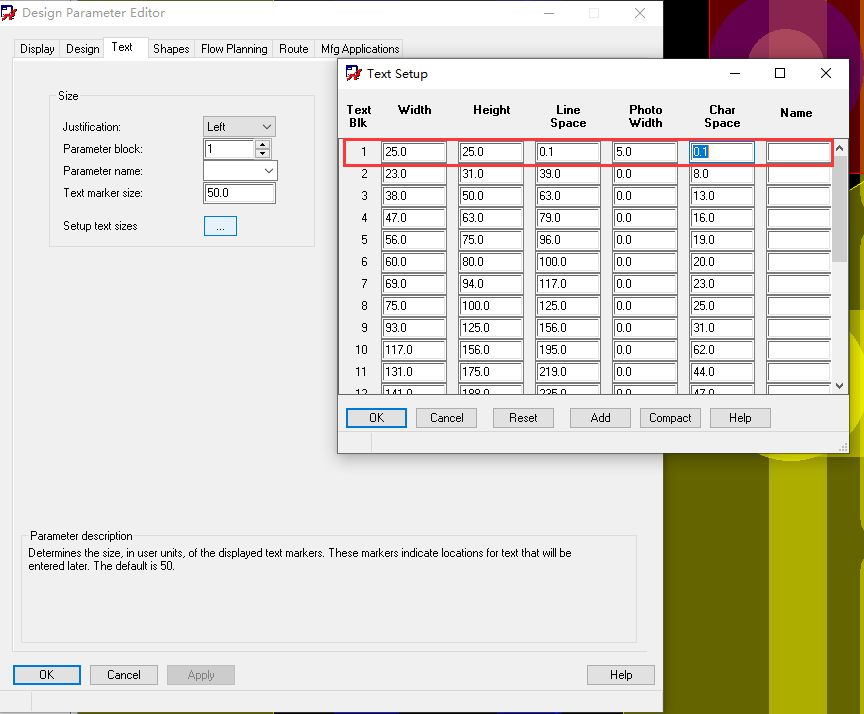 Design Parameter Editor
Display Design Text Shapes Flow Planning Route Mfg Applications
Size
Justification: Left
Parameter block: 1
Parameter name:
Text marker size: 50.0
Setup text sizes ...
Text Setup
Text Blk Width Height Line Space Photo Width Char Space Name
1 25.0 25.0 0.1 5.0 0.1
2 23.0 31.0 39.0 0.0 8.0
3 38.0 50.0 63.0 0.0 13.0
4 47.0 63.0 79.0 0.0 16.0
5 56.0 75.0 96.0 0.0 19.0
6 60.0 80.0 100.0 0.0 20.0
7 69.0 94.0 117.0 0.0 23.0
8 75.0 100.0 125.0 0.0 25.0
9 93.0 125.0 156.0 0.0 31.0
10 117.0 156.0 195.0 0.0 62.0
11 131.0 175.0 219.0 0.0 44.0
12 141.0 188.0 235.0 0.0 47.0
OK Cancel Reset Add Compact Help
Parameter description
Determines the size, in user units, of the displayed text markers. These markers indicate locations for text that will be
entered later. The default is 50.
OK Cancel Apply Help